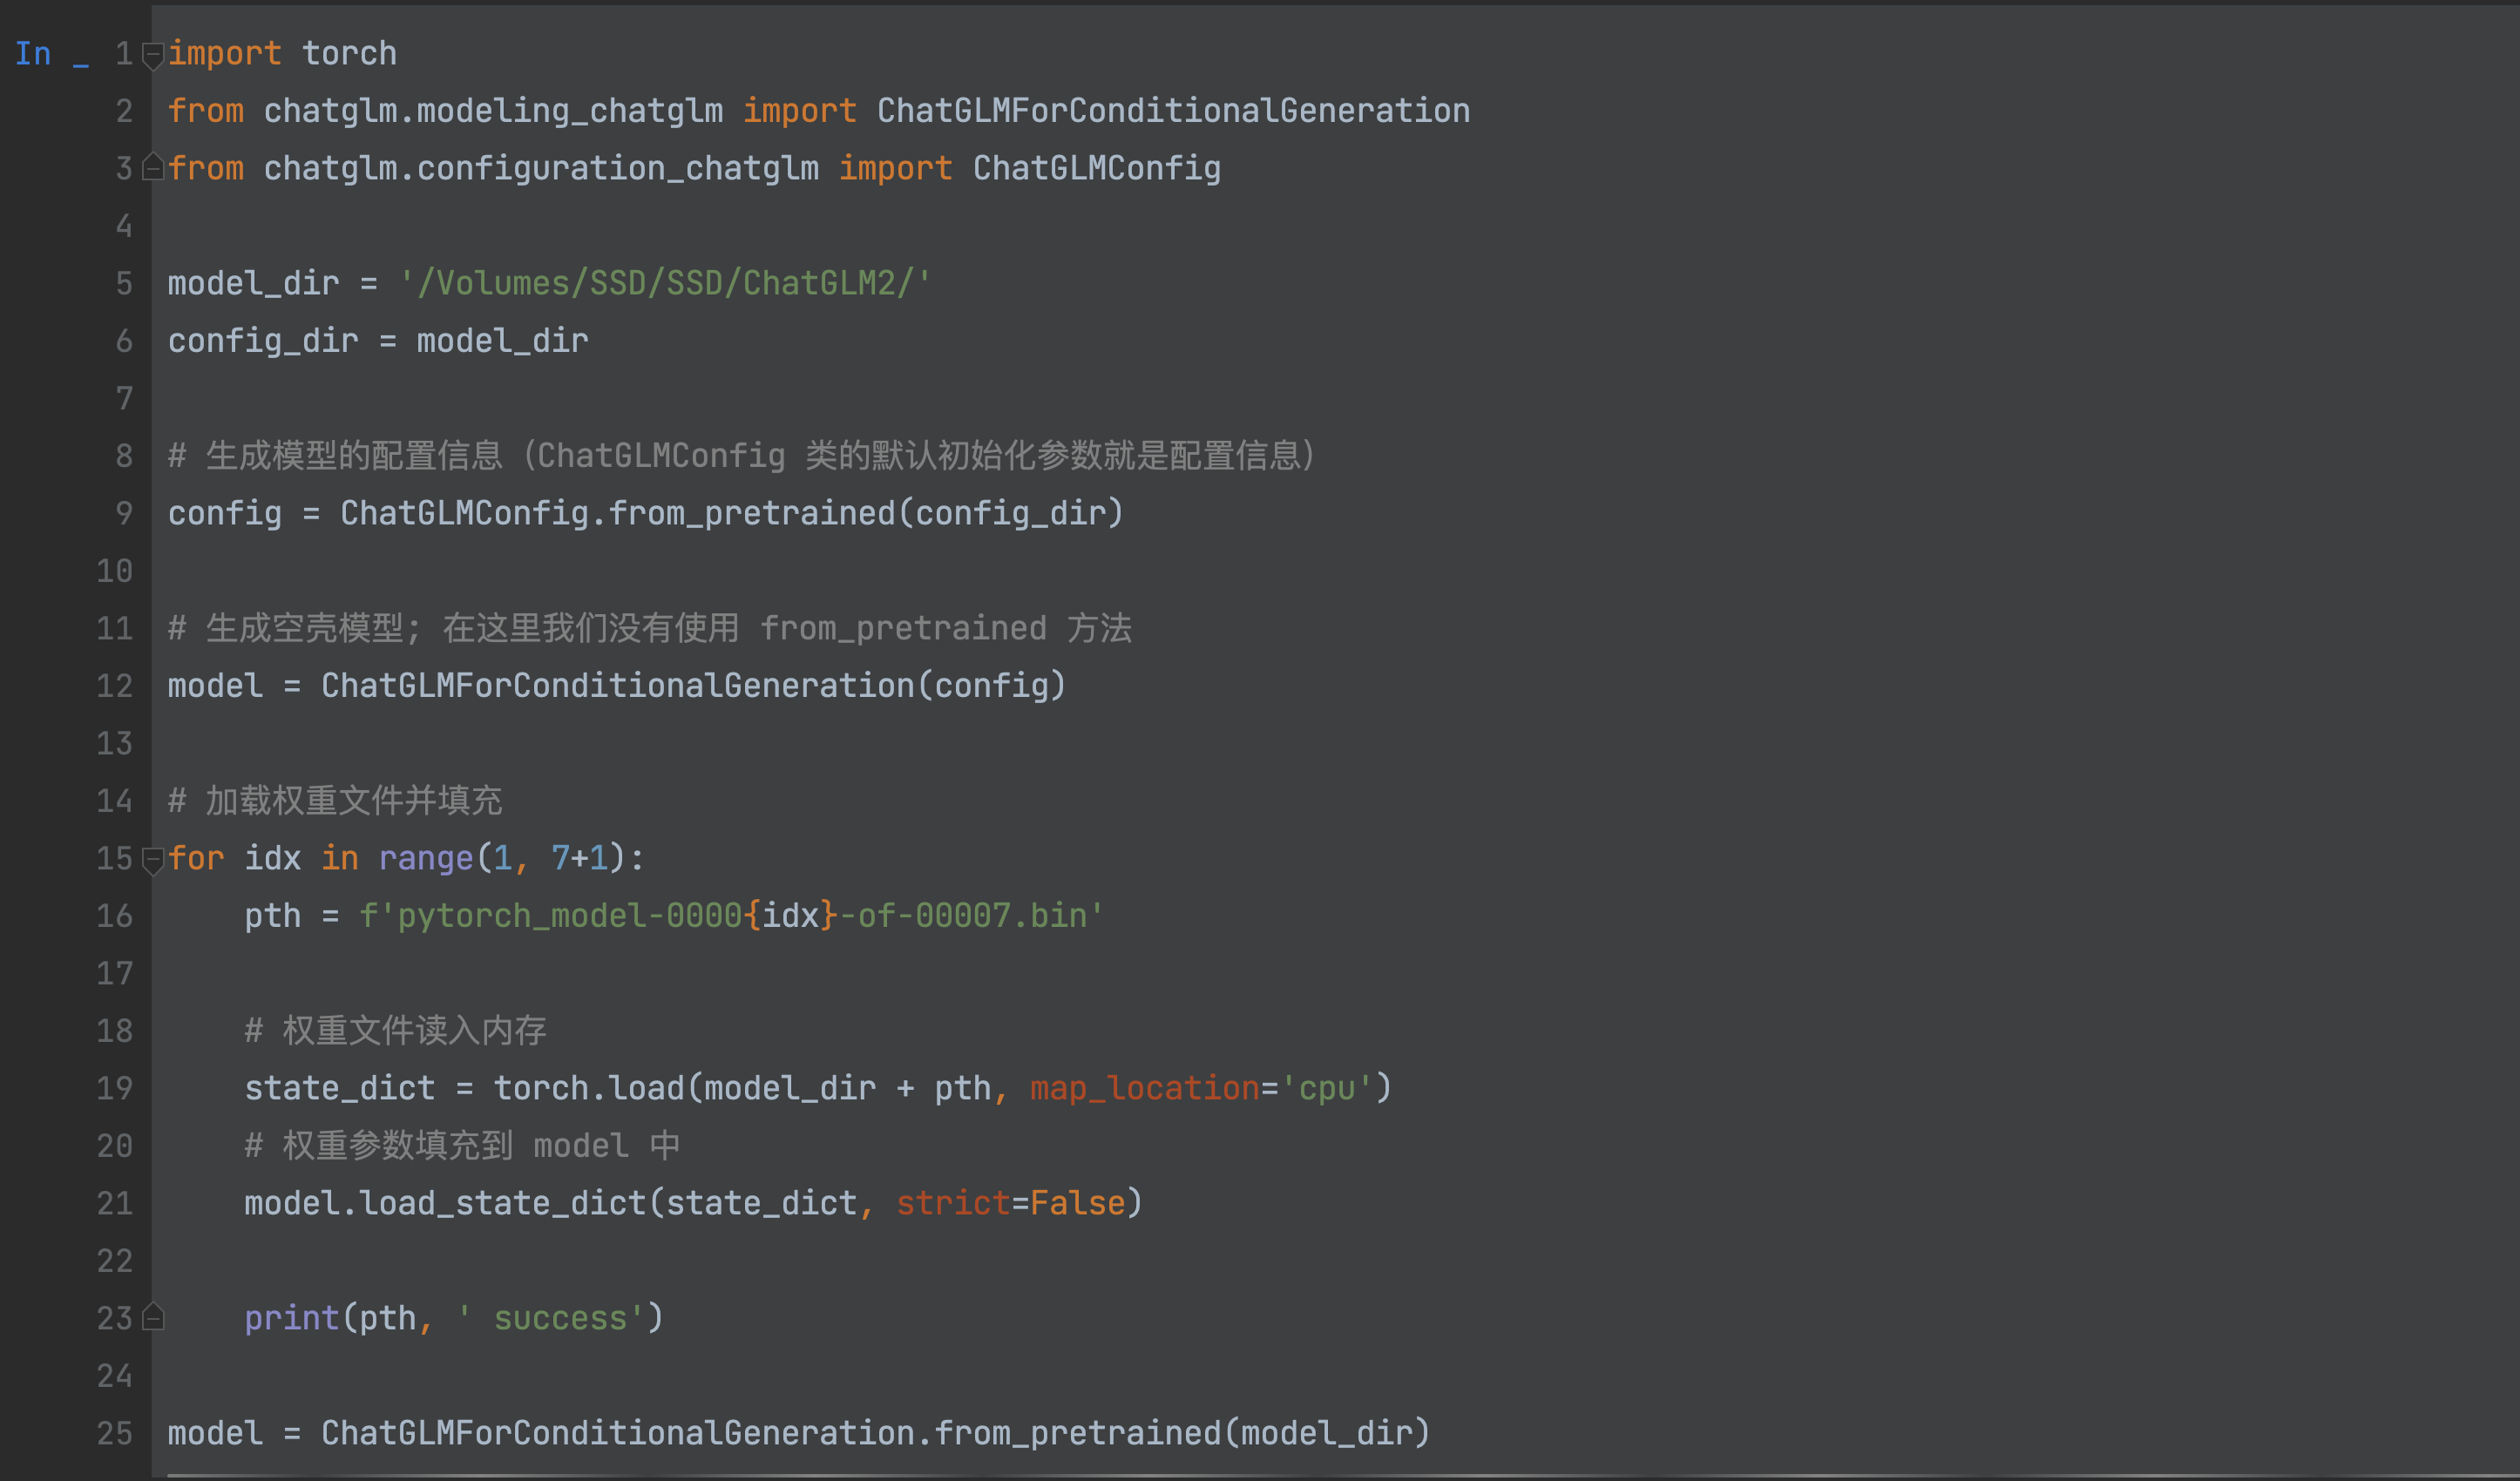 In _ 1 import torch
2 from chatglm.modeling_chatglm import ChatGLMForConditionalGeneration
3 from chatglm.configuration_chatglm import ChatGLMConfig
4
5 model_dir = '/Volumes/SSD/SSD/ChatGLM2/'
6 config_dir = model_dir
7
8 # 生成模型的配置信息 (ChatGLMConfig 类的默认初始化参数就是配置信息)
9 config = ChatGLMConfig.from_pretrained(config_dir)
10
11 # 生成空壳模型; 在这里我们没有使用 from_pretrained 方法
12 model = ChatGLMForConditionalGeneration(config)
13
14 # 加载权重文件并填充
15 for idx in range(1, 7+1):
16     pth = f'pytorch_model-0000{idx}-of-00007.bin'
17
18     # 权重文件读入内存
19     state_dict = torch.load(model_dir + pth, map_location='cpu')
20     # 权重参数填充到 model 中
21     model.load_state_dict(state_dict, strict=False)
22
23     print(pth, ' success')
24
25 model = ChatGLMForConditionalGeneration.from_pretrained(model_dir)